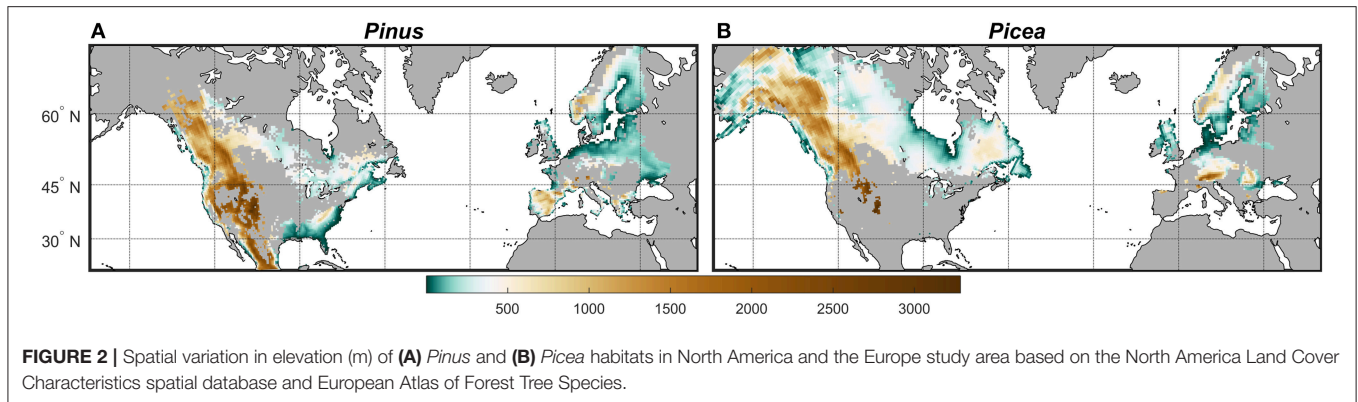 A Pinus B Picea
60° N
45° N
30° N
500 1000 1500 2000 2500 3000
FIGURE 2 | Spatial variation in elevation (m) of (A) Pinus and (B) Picea habitats in North America and the Europe study area based on the North America Land Cover
Characteristics spatial database and European Atlas of Forest Tree Species.